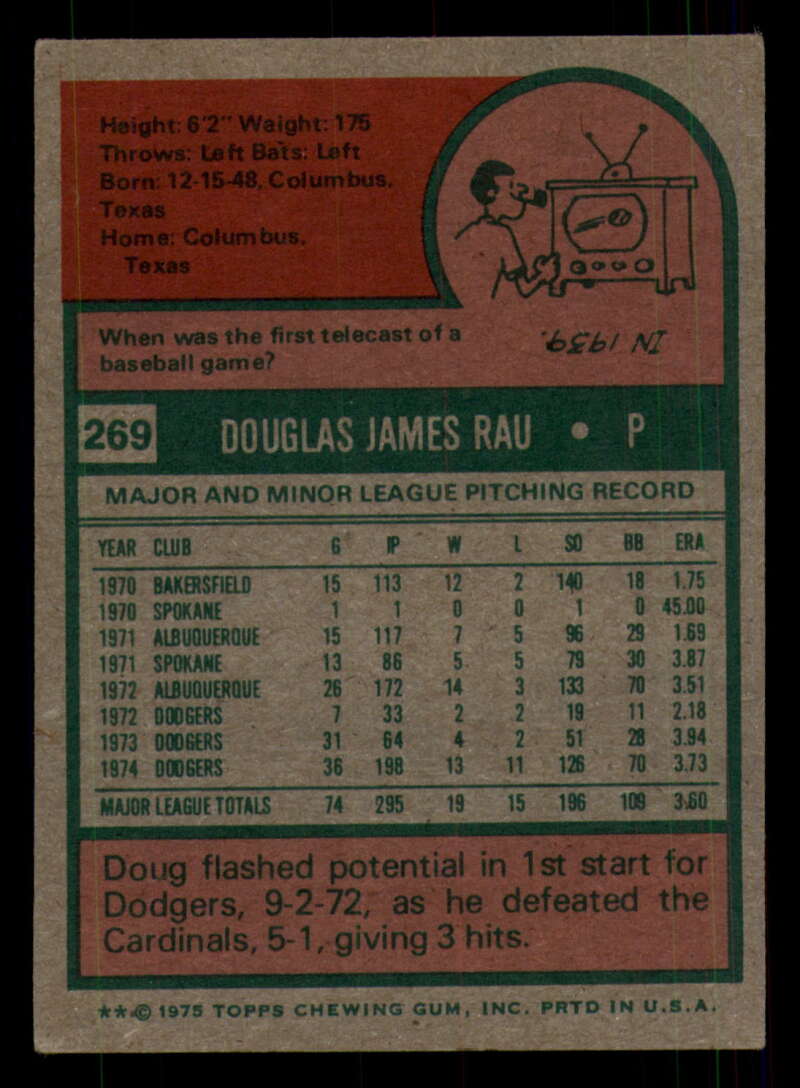 Height: 6'2" Weight: 175
Throws: Left Bats: Left
Born: 12-15-48, Columbus,
Texas
Home: Columbus,
Texas
When was the first telecast of a
baseball game?
IN 1939.
269 DOUGLAS JAMES RAU • P
MAJOR AND MINOR LEAGUE PITCHING RECORD
YEAR CLUB G IP W L SO BB ERA
1970 BAKERSFIELD 15 113 12 2 140 18 1.75
1970 SPOKANE 1 1 0 0 1 0 45.00
1971 ALBUQUERQUE 15 117 7 5 96 29 1.69
1971 SPOKANE 13 86 5 5 79 30 3.87
1972 ALBUQUERQUE 26 172 14 3 133 70 3.51
1972 DODGERS 7 33 2 2 19 11 2.18
1973 DODGERS 31 64 4 2 51 28 3.94
1974 DODGERS 36 198 13 11 126 70 3.73
MAJOR LEAGUE TOTALS 74 295 19 15 196 109 3.60
Doug flashed potential in 1st start for
Dodgers, 9-2-72, as he defeated the
Cardinals, 5-1, giving 3 hits.
**© 1975 TOPPS CHEWING GUM, INC. PRTD IN U.S.A.